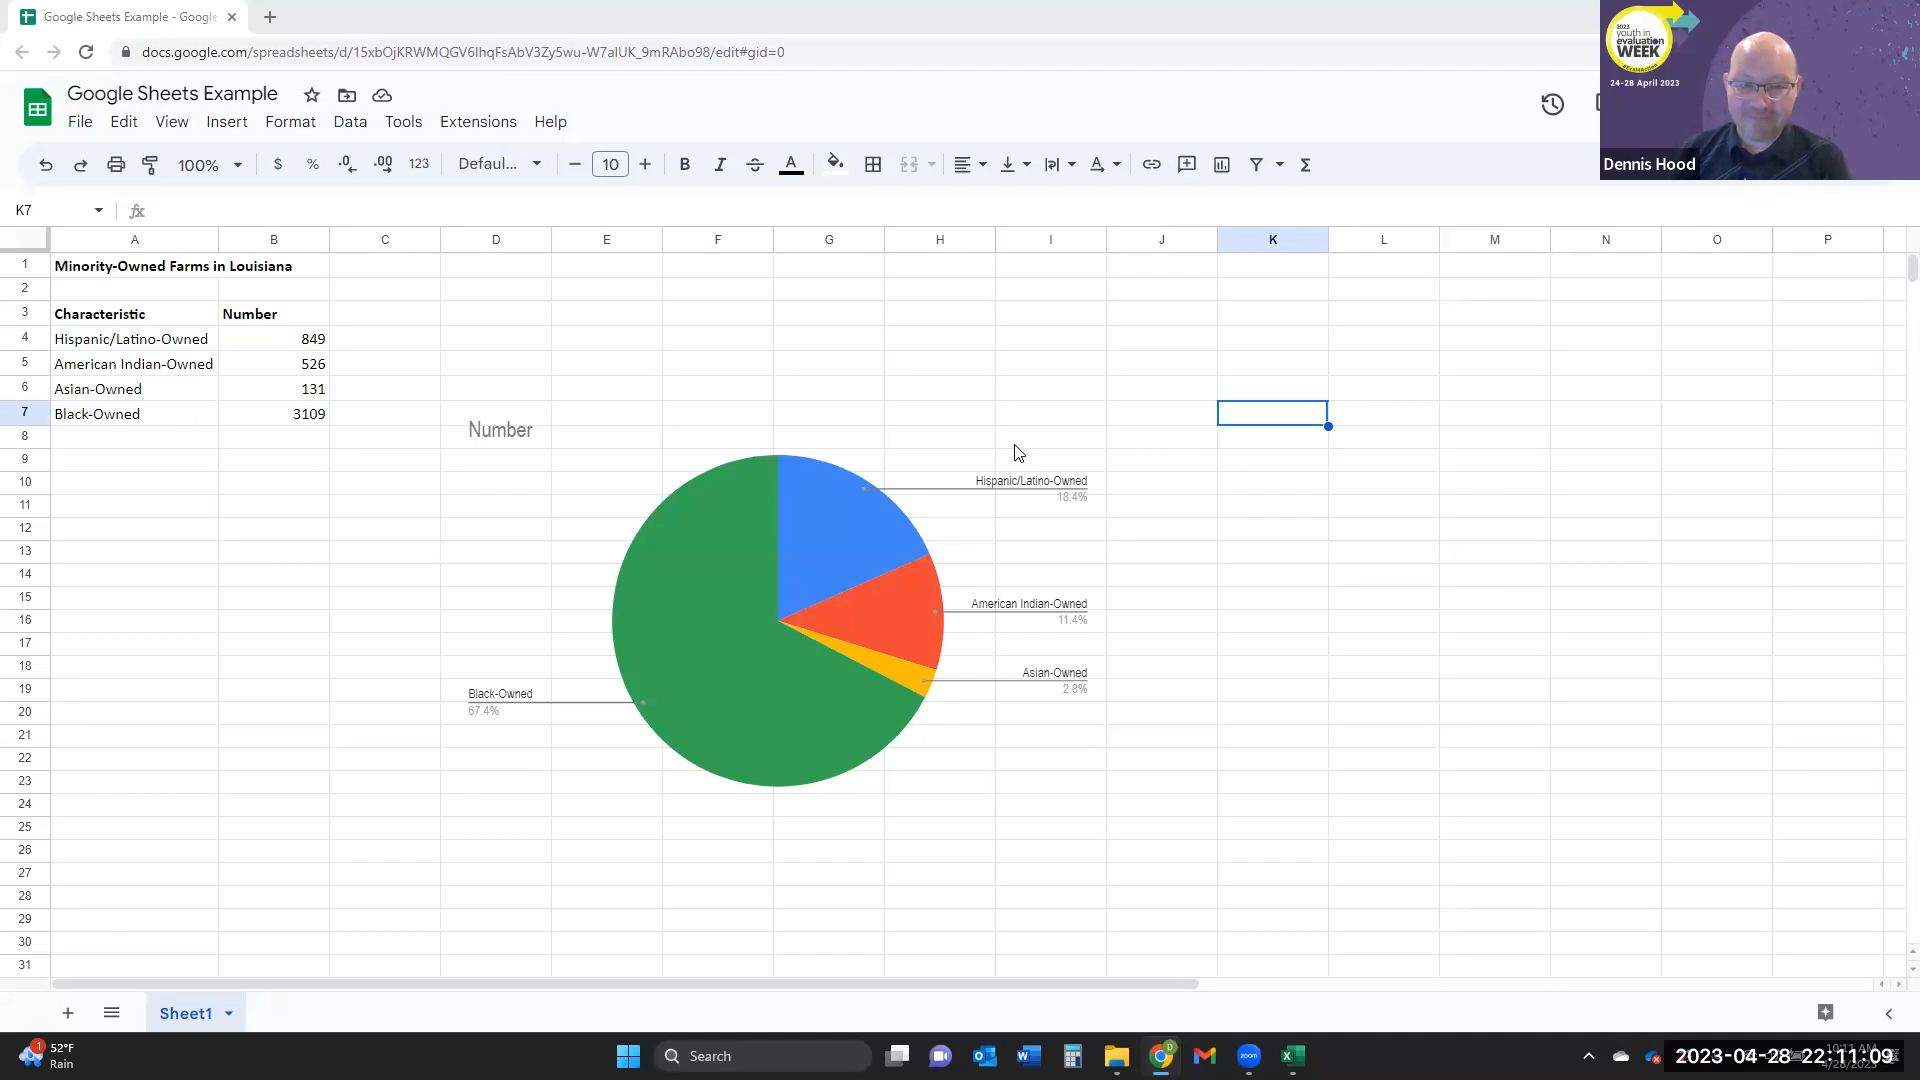 Google Sheets Example - Google
docs.google.com/spreadsheets/d/15xbOjKRWMQGV6IhqFsAbV3Zy5wu-W7alUK_9mRAbo98/edit#gid=0
2023
youth in
evaluation
WEEK
24-28 April 2023
Dennis Hood
Google Sheets Example
File Edit View Insert Format Data Tools Extensions Help
100% $ % .0 .00 123 Defaul... 10 B I A
K7 fx
A B C D E F G H I J K L M N O P
1 Minority-Owned Farms in Louisiana
2
3 Characteristic Number
4 Hispanic/Latino-Owned 849
5 American Indian-Owned 526
6 Asian-Owned 131
7 Black-Owned 3109
8
9
10
11
12
13
14
15
16
17
18
19
20
21
22
23
24
25
26
27
28
29
30
31
Number
Hispanic/Latino-Owned
18.4%
American Indian-Owned
11.4%
Asian-Owned
2.8%
Black-Owned
67.4%
Sheet1
1 52°F
Rain
Search
zoom
2023-04-28 22:11:09